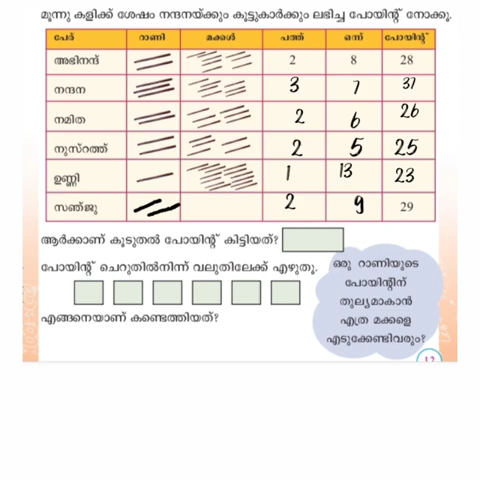 മൂന്നു കളിക്ക് ശേഷം നന്ദനയ്ക്കും കൂട്ടുകാർക്കും ലഭിച്ച പോയിന്റ് നോക്കൂ.
പേര് റാണി മക്കൾ പത്ത് ഒന്ന് പോയിന്റ്
അഭിനന്ദ് 2 8 28
നന്ദന 3 7 37
നമിത 2 6 26
നുസ്റത്ത് 2 5 25
ഉണ്ണി 1 13 23
സഞ്ജു 2 9 29
ആർക്കാണ് കൂടുതൽ പോയിന്റ് കിട്ടിയത്?
പോയിന്റ് ചെറുതിൽനിന്ന് വലുതിലേക്ക് എഴുതൂ.
എങ്ങനെയാണ് കണ്ടെത്തിയത്?
ഒരു റാണിയുടെ
പോയിന്റിന്
തുല്യമാകാൻ
എത്ര മക്കളെ
എടുക്കേണ്ടിവരും?